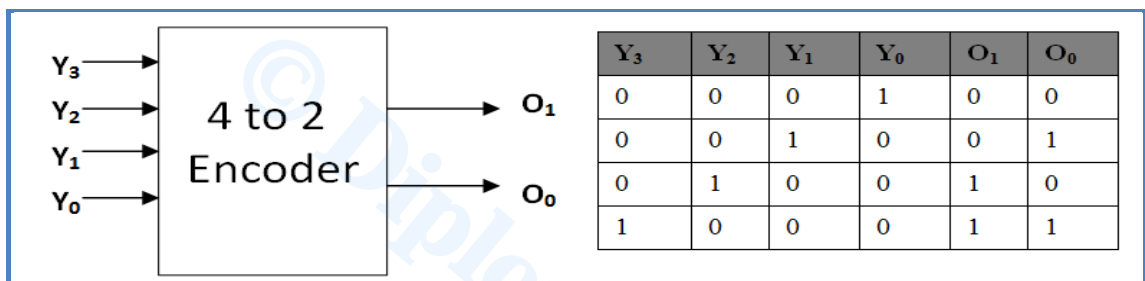 Y₃
Y₂
Y₁
Y₀
4 to 2
Encoder
O₁
O₀
© Diplo
Y₃ Y₂ Y₁ Y₀ O₁ O₀
0 0 0 1 0 0
0 0 1 0 0 1
0 1 0 0 1 0
1 0 0 0 1 1